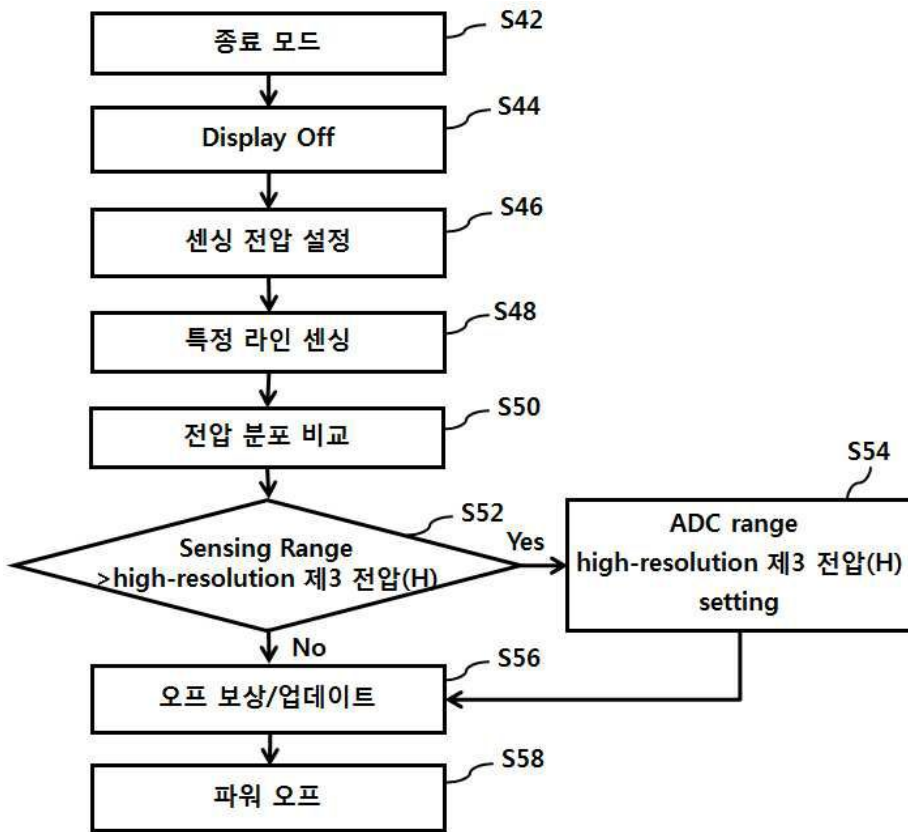 종료 모드
S42
Display Off
S44
센싱 전압 설정
S46
특정 라인 센싱
S48
전압 분포 비교
S50
Sensing Range
>high-resolution 제3 전압(H)
S52
Yes
ADC range
high-resolution 제3 전압(H)
setting
S54
No
오프 보상/업데이트
S56
파워 오프
S58